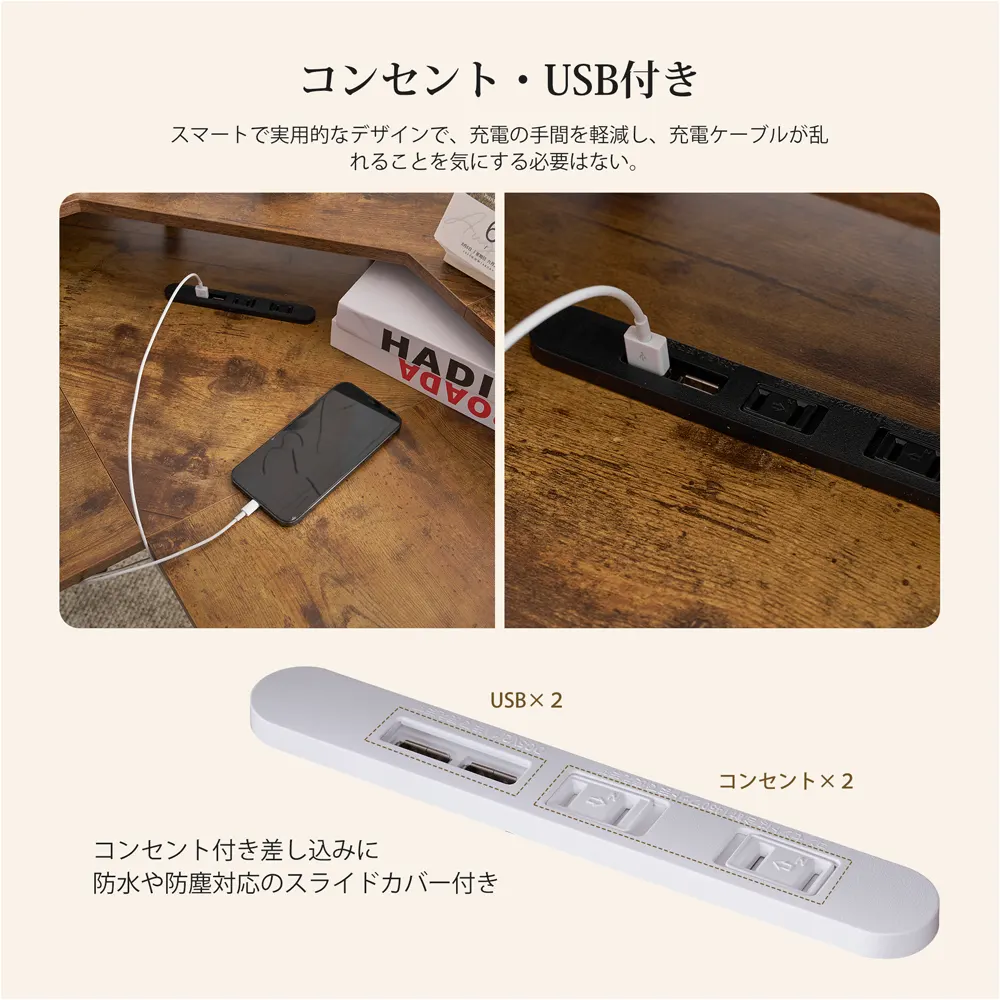 コンセント・USB付き
スマートで実用的なデザインで、充電の手間を軽減し、充電ケーブルが乱
れることを気にする必要はない。
HADI
OADA
USB×2
コンセント×2
コンセント付き差し込みに
防水や防塵対応のスライドカバー付き